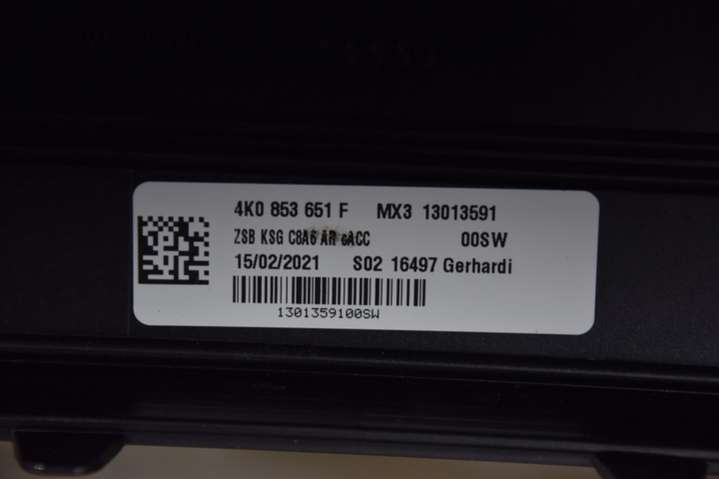 4K0 853 651 F MX3 13013591
ZSB KSG C8A6 AR oACC 00SW
15/02/2021 S02 16497 Gerhardi
1301359100SW